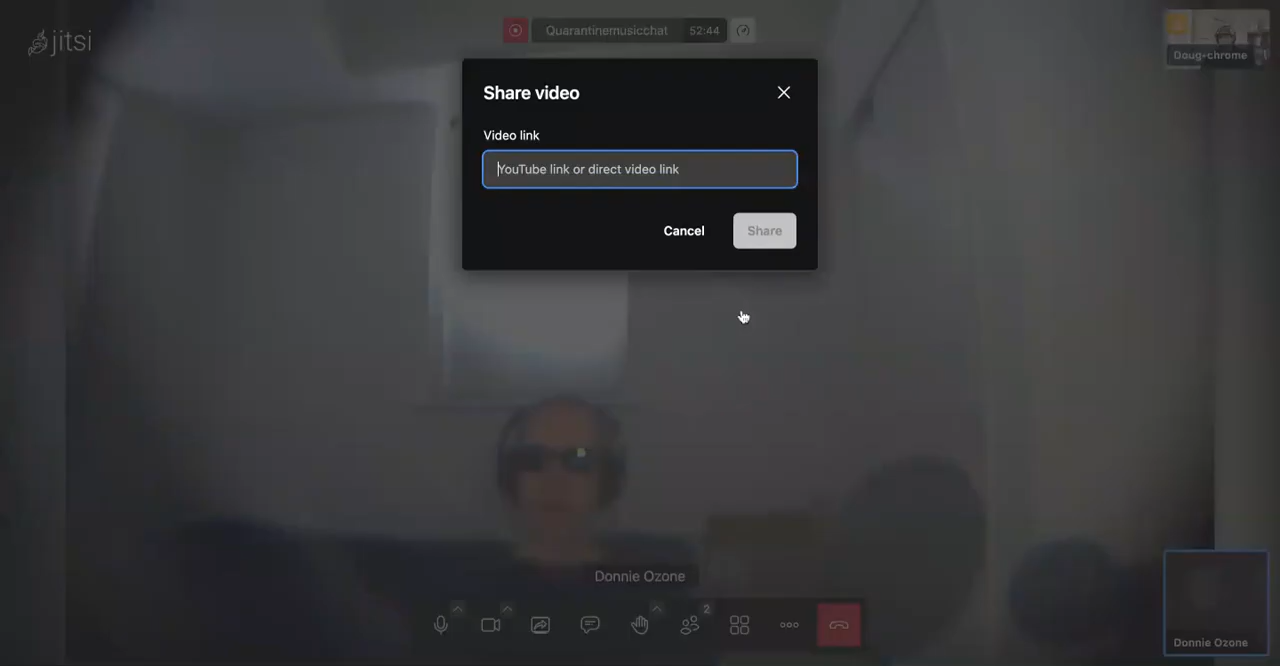 jitsi
Quarantinemusicchat 52:44
Doug-chrome
Share video
Video link
YouTube link or direct video link
Cancel Share
Donnie Ozone
2
Donnie Ozone